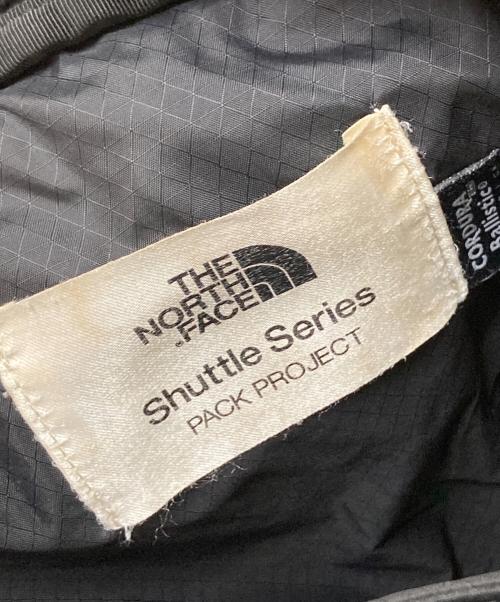 THE
NORTH
FACE
Shuttle Series
PACK PROJECT
CORDURA
Ballistic